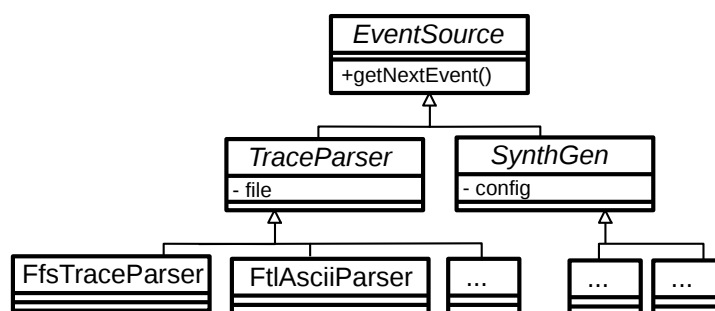 EventSource
+getNextEvent()
TraceParser
- file
SynthGen
- config
FfsTraceParser
FtlAsciiParser
...
...
...